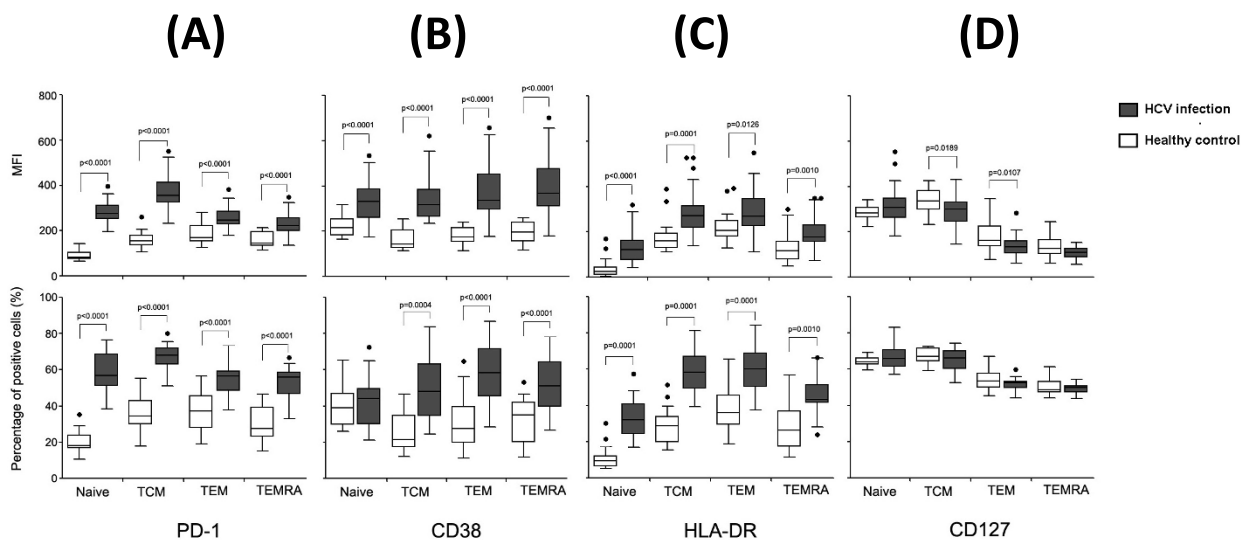 (A) (B) (C) (D)
HCV infection
Healthy control
MFI
800
600
400
200
0
p<0.0001
p<0.0001
p<0.0001
p<0.0001
p<0.0001
p<0.0001
p<0.0001
p<0.0001
p<0.0001
p=0.0001
p=0.0126
p=0.0010
p=0.0189
p=0.0107
Percentage of positive cells (%)
100
80
60
40
20
0
p<0.0001
p<0.0001
p<0.0001
p<0.0001
p=0.0004
p<0.0001
p<0.0001
p=0.0001
p=0.0001
p=0.0001
p=0.0010
Naive TCM TEM TEMRA
Naive TCM TEM TEMRA
Naive TCM TEM TEMRA
Naive TCM TEM TEMRA
PD-1 CD38 HLA-DR CD127